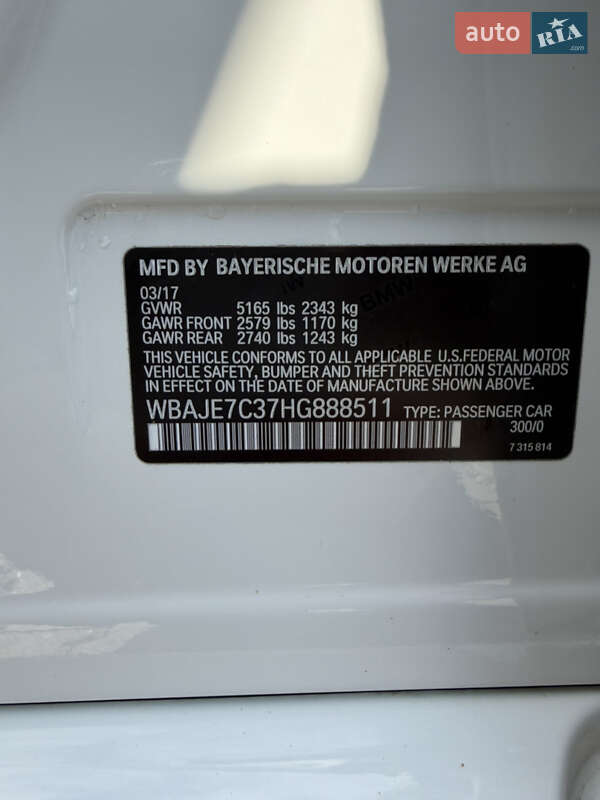 auto RIA .com
MFD BY BAYERISCHE MOTOREN WERKE AG
03/17
GVWR 5165 lbs 2343 kg
GAWR FRONT 2579 lbs 1170 kg
GAWR REAR 2740 lbs 1243 kg
THIS VEHICLE CONFORMS TO ALL APPLICABLE U.S.FEDERAL MOTOR
VEHICLE SAFETY, BUMPER AND THEFT PREVENTION STANDARDS
IN EFFECT ON THE DATE OF MANUFACTURE SHOWN ABOVE.
WBAJE7C37HG888511 TYPE: PASSENGER CAR
300/0
7 315 814
BMW